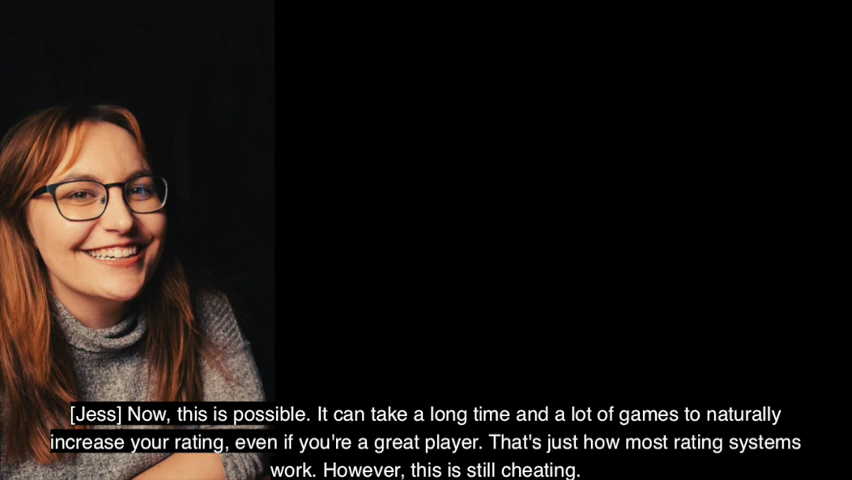 [Jess] Now, this is possible. It can take a long time and a lot of games to naturally
increase your rating, even if you're a great player. That's just how most rating systems
work. However, this is still cheating.